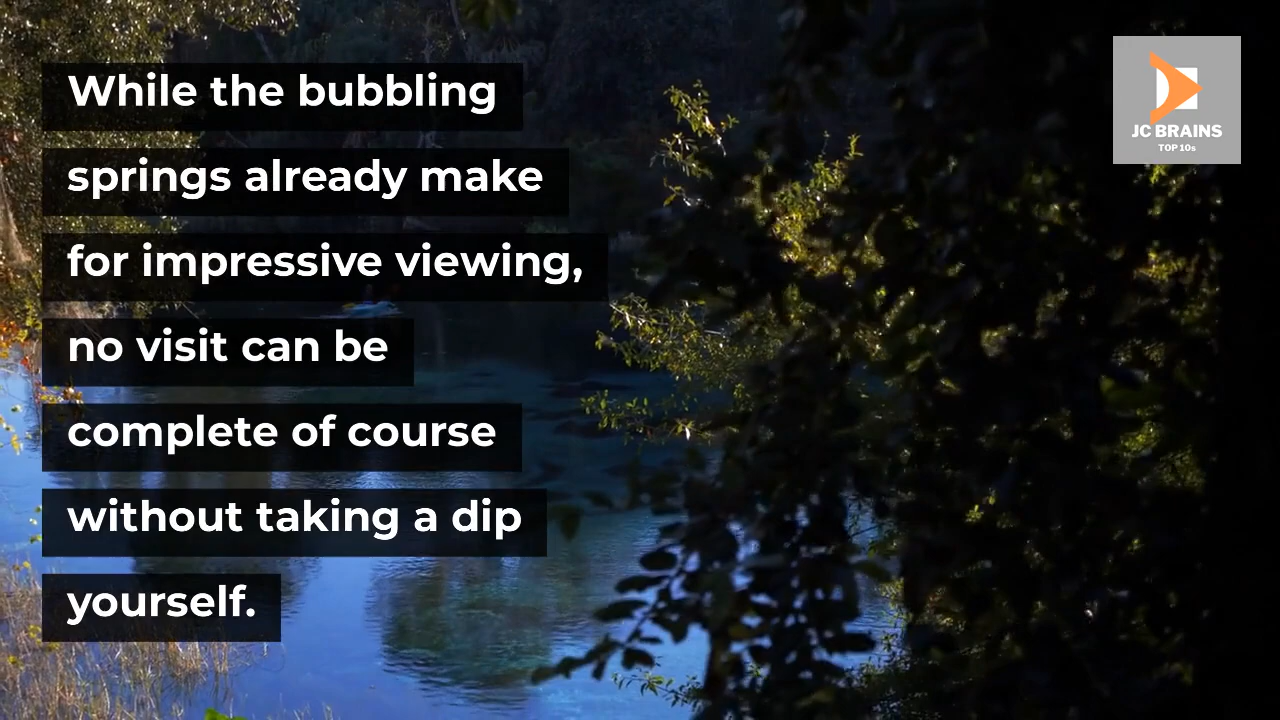 While the bubbling
springs already make
for impressive viewing,
no visit can be
complete of course
without taking a dip
yourself.
JC BRAINS
TOP 10s